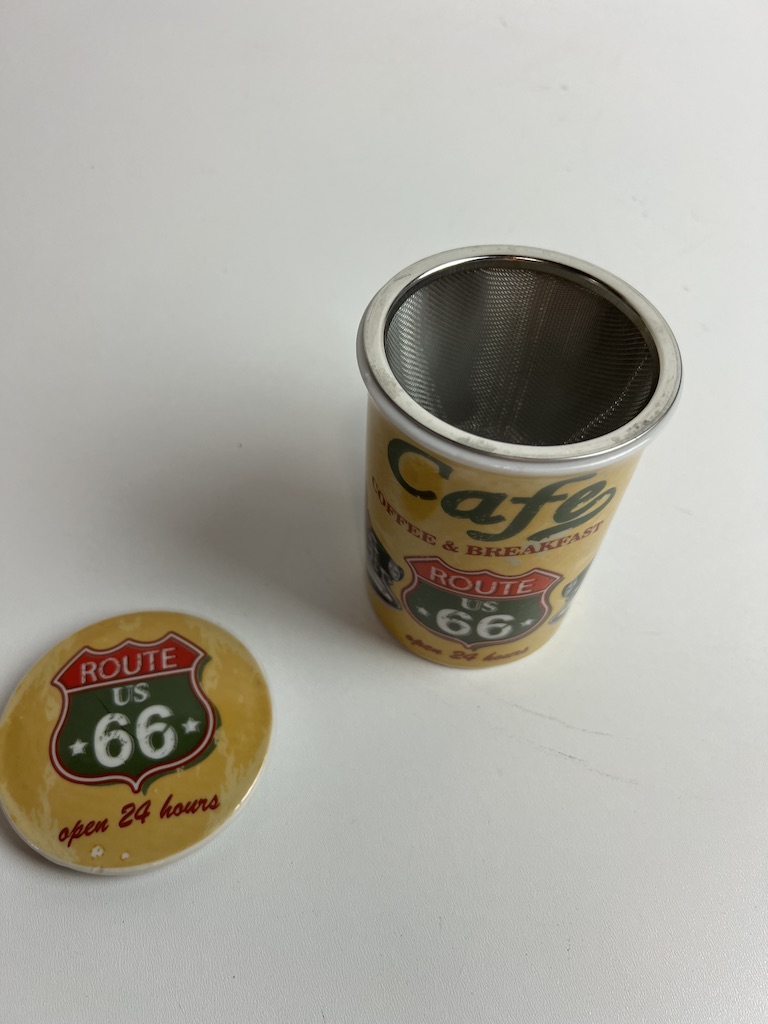 Cafe
COFFEE & BREAKFAST
ROUTE
US
66
open 24 hours
ROUTE
US
66
open 24 hours